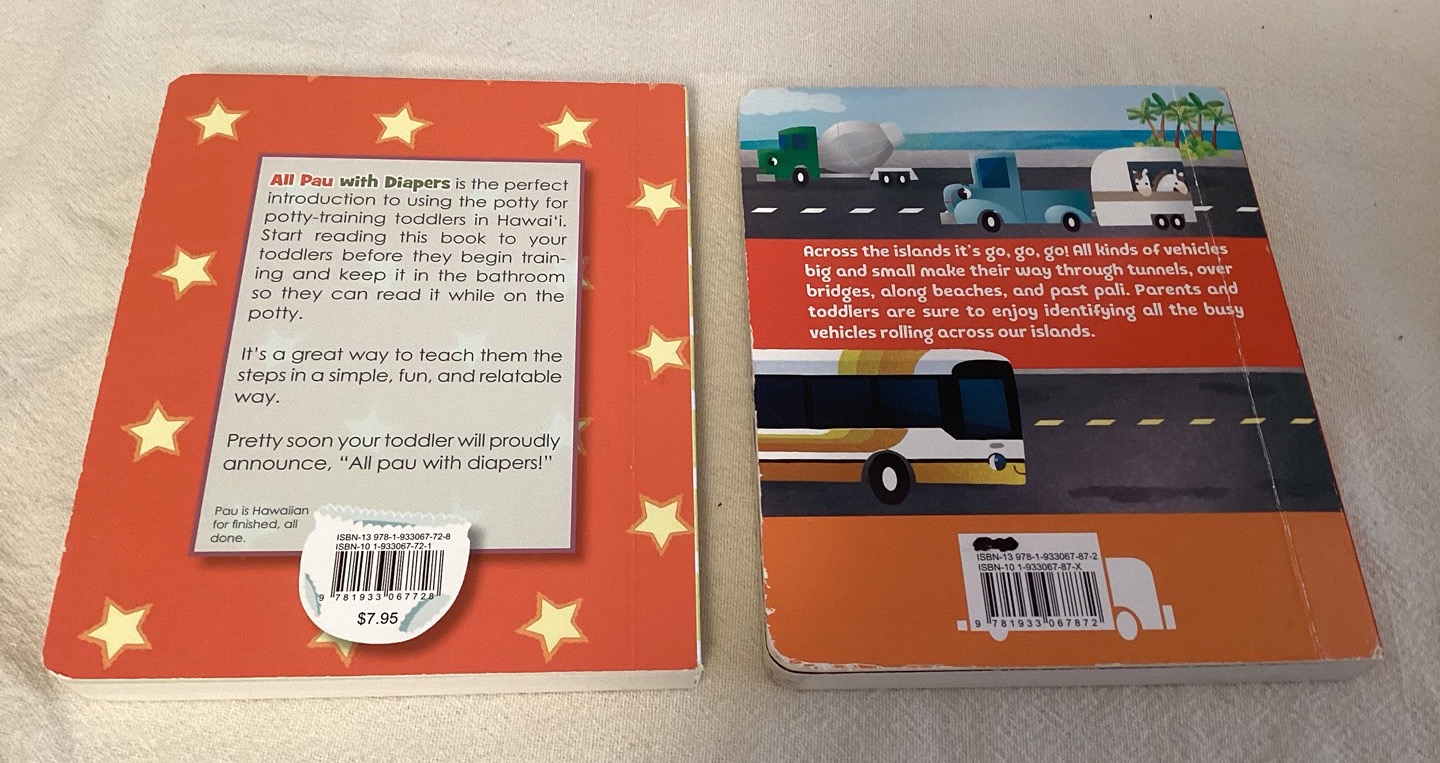 All Pau with Diapers is the perfect
introduction to using the potty for
potty-training toddlers in Hawai‘i.
Start reading this book to your
toddlers before they begin train-
ing and keep it in the bathroom
so they can read it while on the
potty.
It’s a great way to teach them the
steps in a simple, fun, and relatable
way.
Pretty soon your toddler will proudly
announce, “All pau with diapers!”
Pau is Hawaiian
for finished, all
done.
ISBN-13 978-1-933067-72-8
ISBN-10 1-933067-72-1
9 781933 067728
$7.95
Across the islands it’s go, go, go! All kinds of vehicles
big and small make their way through tunnels, over
bridges, along beaches, and past pali. Parents and
toddlers are sure to enjoy identifying all the busy
vehicles rolling across our islands.
ISBN-13 978-1-933067-87-2
ISBN-10 1-933067-87-X
9 781933 067872